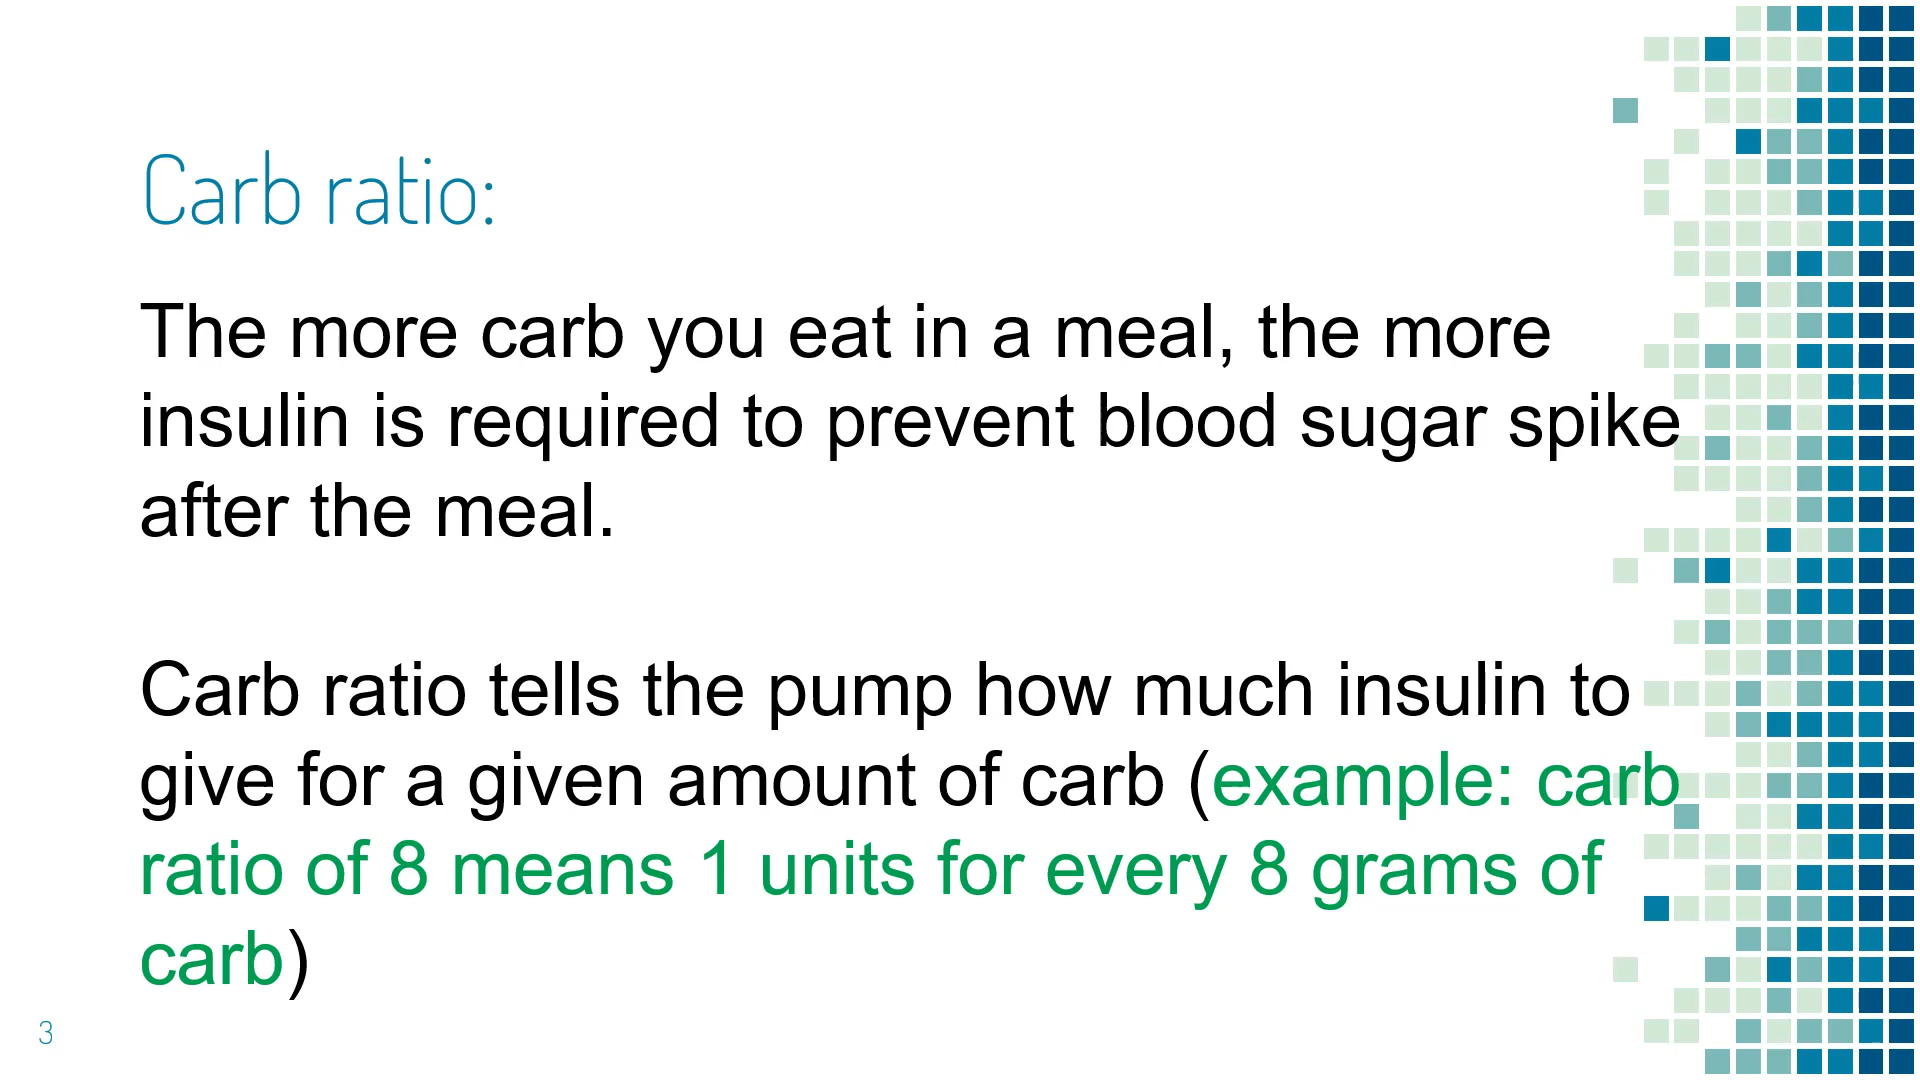 Carb ratio:
The more carb you eat in a meal, the more
insulin is required to prevent blood sugar spike
after the meal.
Carb ratio tells the pump how much insulin to
give for a given amount of carb (example: carb
ratio of 8 means 1 units for every 8 grams of
carb)
3